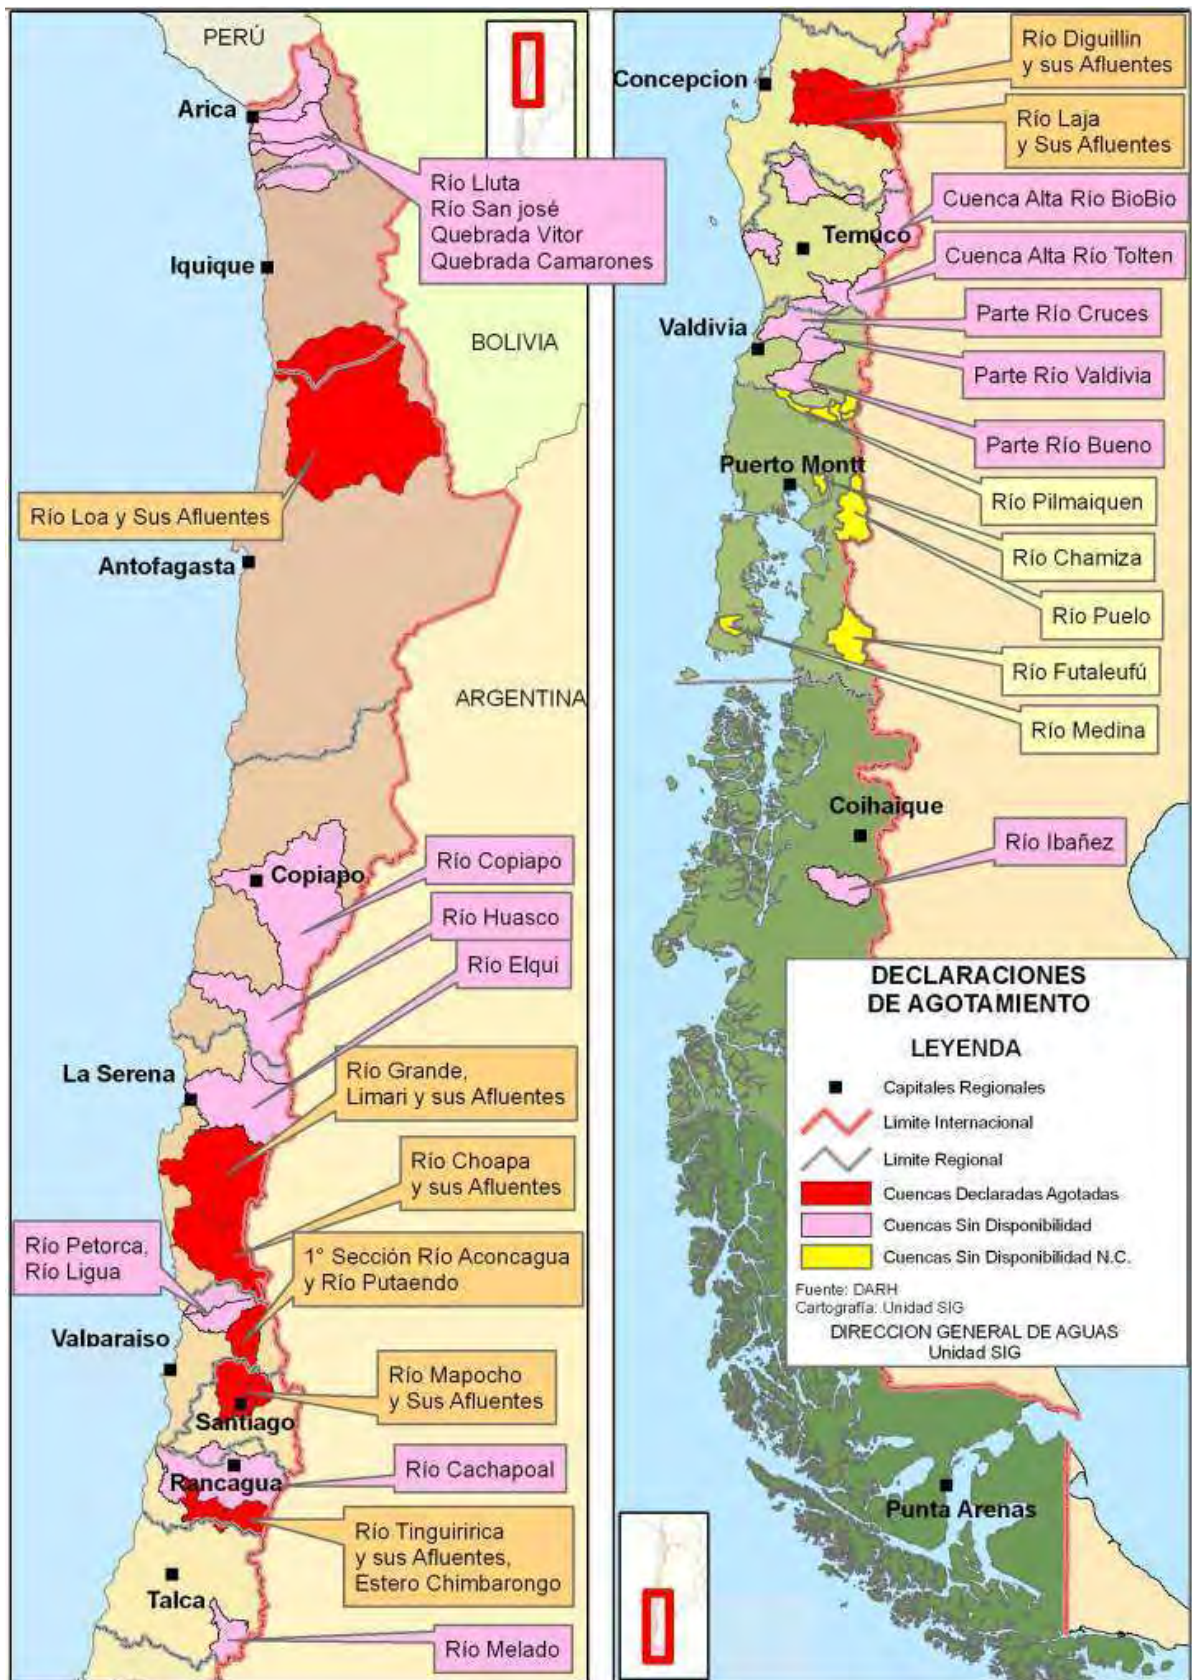 PERÚ
Arica
Río Lluta
Río San josé
Quebrada Vitor
Quebrada Camarones
Iquique
BOLIVIA
Río Loa y Sus Afluentes
Antofagasta
ARGENTINA
Copiapo
Río Copiapo
Río Huasco
Río Elqui
La Serena
Río Grande,
Limari y sus Afluentes
Río Choapa
y sus Afluentes
Río Petorca,
Río Ligua
1° Sección Río Aconcagua
y Río Putaendo
Valparaiso
Río Mapocho
y Sus Afluentes
Santiago
Rancagua
Río Cachapoal
Río Tinguiririca
y sus Afluentes,
Estero Chimbarongo
Talca
Río Melado
Concepcion
Río Diguillin
y sus Afluentes
Río Laja
y Sus Afluentes
Cuenca Alta Río BioBio
Temuco
Cuenca Alta Río Tolten
Parte Río Cruces
Valdivia
Parte Río Valdivia
Parte Río Bueno
Puerto Montt
Río Pilmaiquen
Río Chamiza
Río Puelo
Río Futaleufú
Río Medina
Coihaique
Río Ibañez
DECLARACIONES
DE AGOTAMIENTO
LEYENDA
Capitales Regionales
Limite Internacional
Limite Regional
Cuencas Declaradas Agotadas
Cuencas Sin Disponibilidad
Cuencas Sin Disponibilidad N.C.
Fuente: DARH
Cartografía: Unidad SIG
DIRECCION GENERAL DE AGUAS
Unidad SIG
Punta Arenas